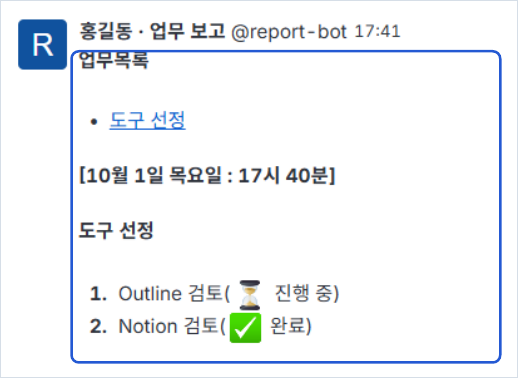 R
홍길동 · 업무 보고 @report-bot 17:41
업무목록
• 도구 선정
[10월 1일 목요일 : 17시 40분]
도구 선정
1. Outline 검토(⏳ 진행 중)
2. Notion 검토(✅ 완료)